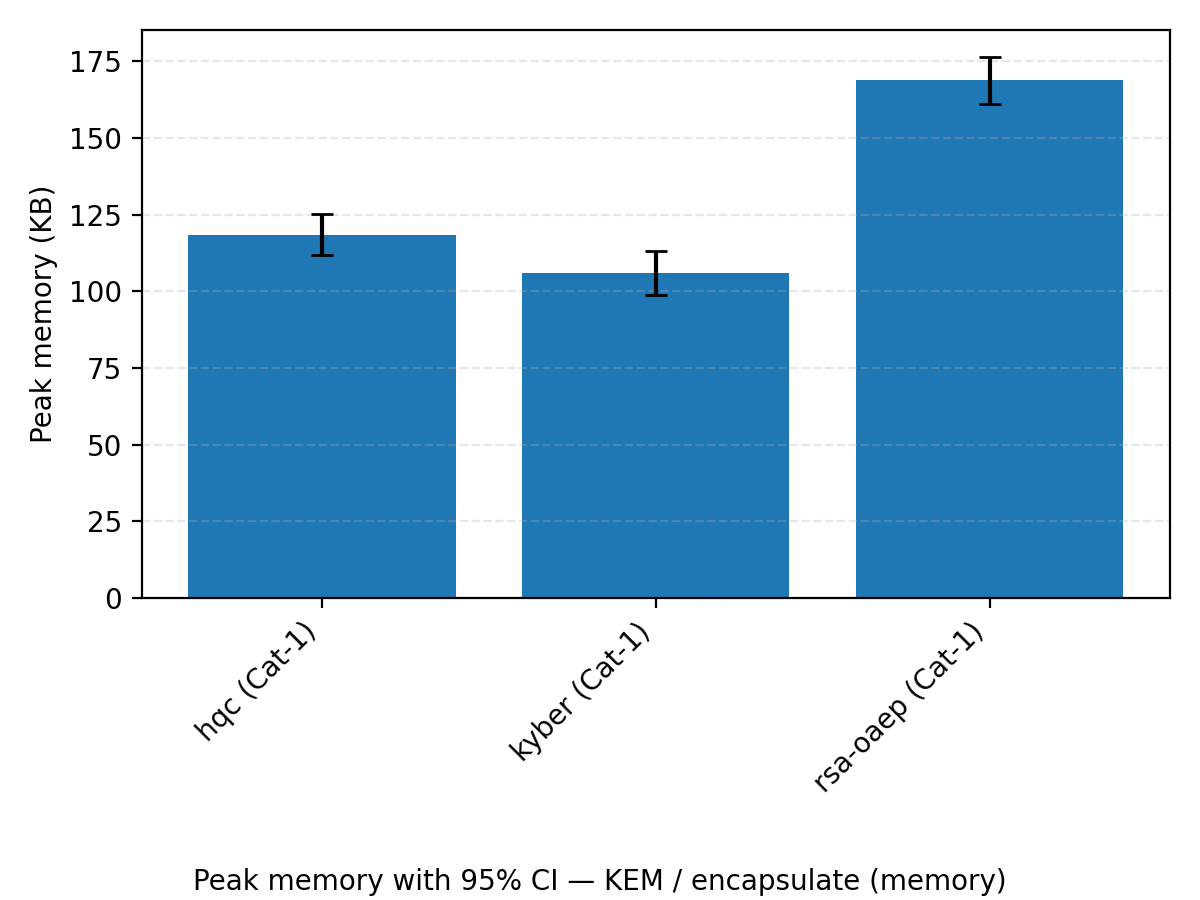 Peak memory (KB)
175
150
125
100
75
50
25
0
hqc (Cat-1)
kyber (Cat-1)
rsa-oaep (Cat-1)
Peak memory with 95% CI — KEM / encapsulate (memory)